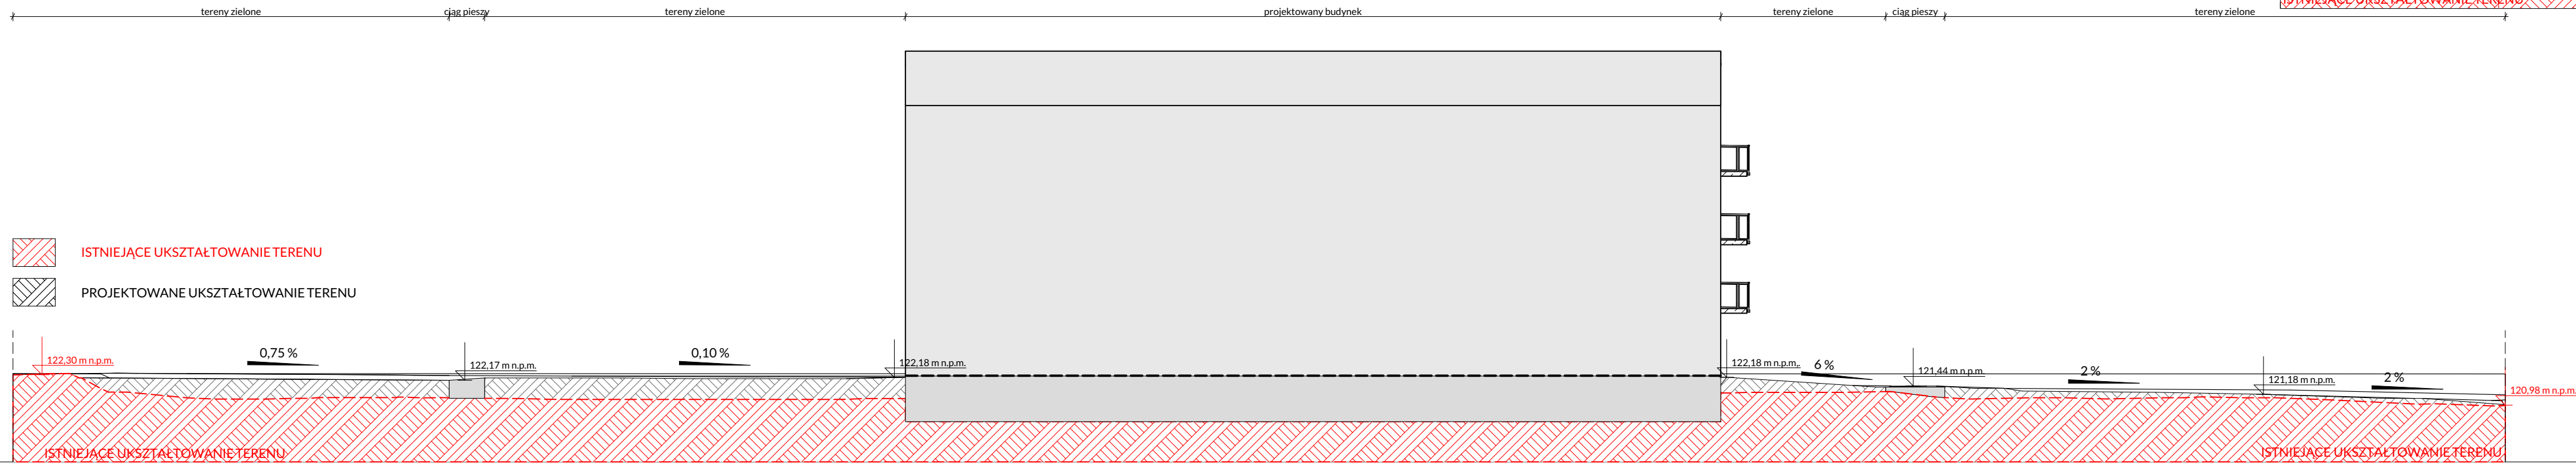 tereny zielone
ciąg pieszy
tereny zielone
projektowany budynek
tereny zielone
ciąg pieszy
tereny zielone
ISTNIEJĄCE UKSZTAŁTOWANIE TERENU
ISTNIEJĄCE UKSZTAŁTOWANIE TERENU
PROJEKTOWANE UKSZTAŁTOWANIE TERENU
122,30 m n.p.m.
0,75 %
122,17 m n.p.m.
0,10 %
122,18 m n.p.m.
122,18 m n.p.m.
6 %
121,44 m n.p.m.
2 %
121,18 m n.p.m.
2 %
120,98 m n.p.m.
ISTNIEJĄCE UKSZTAŁTOWANIE TERENU
ISTNIEJĄCE UKSZTAŁTOWANIE TERENU